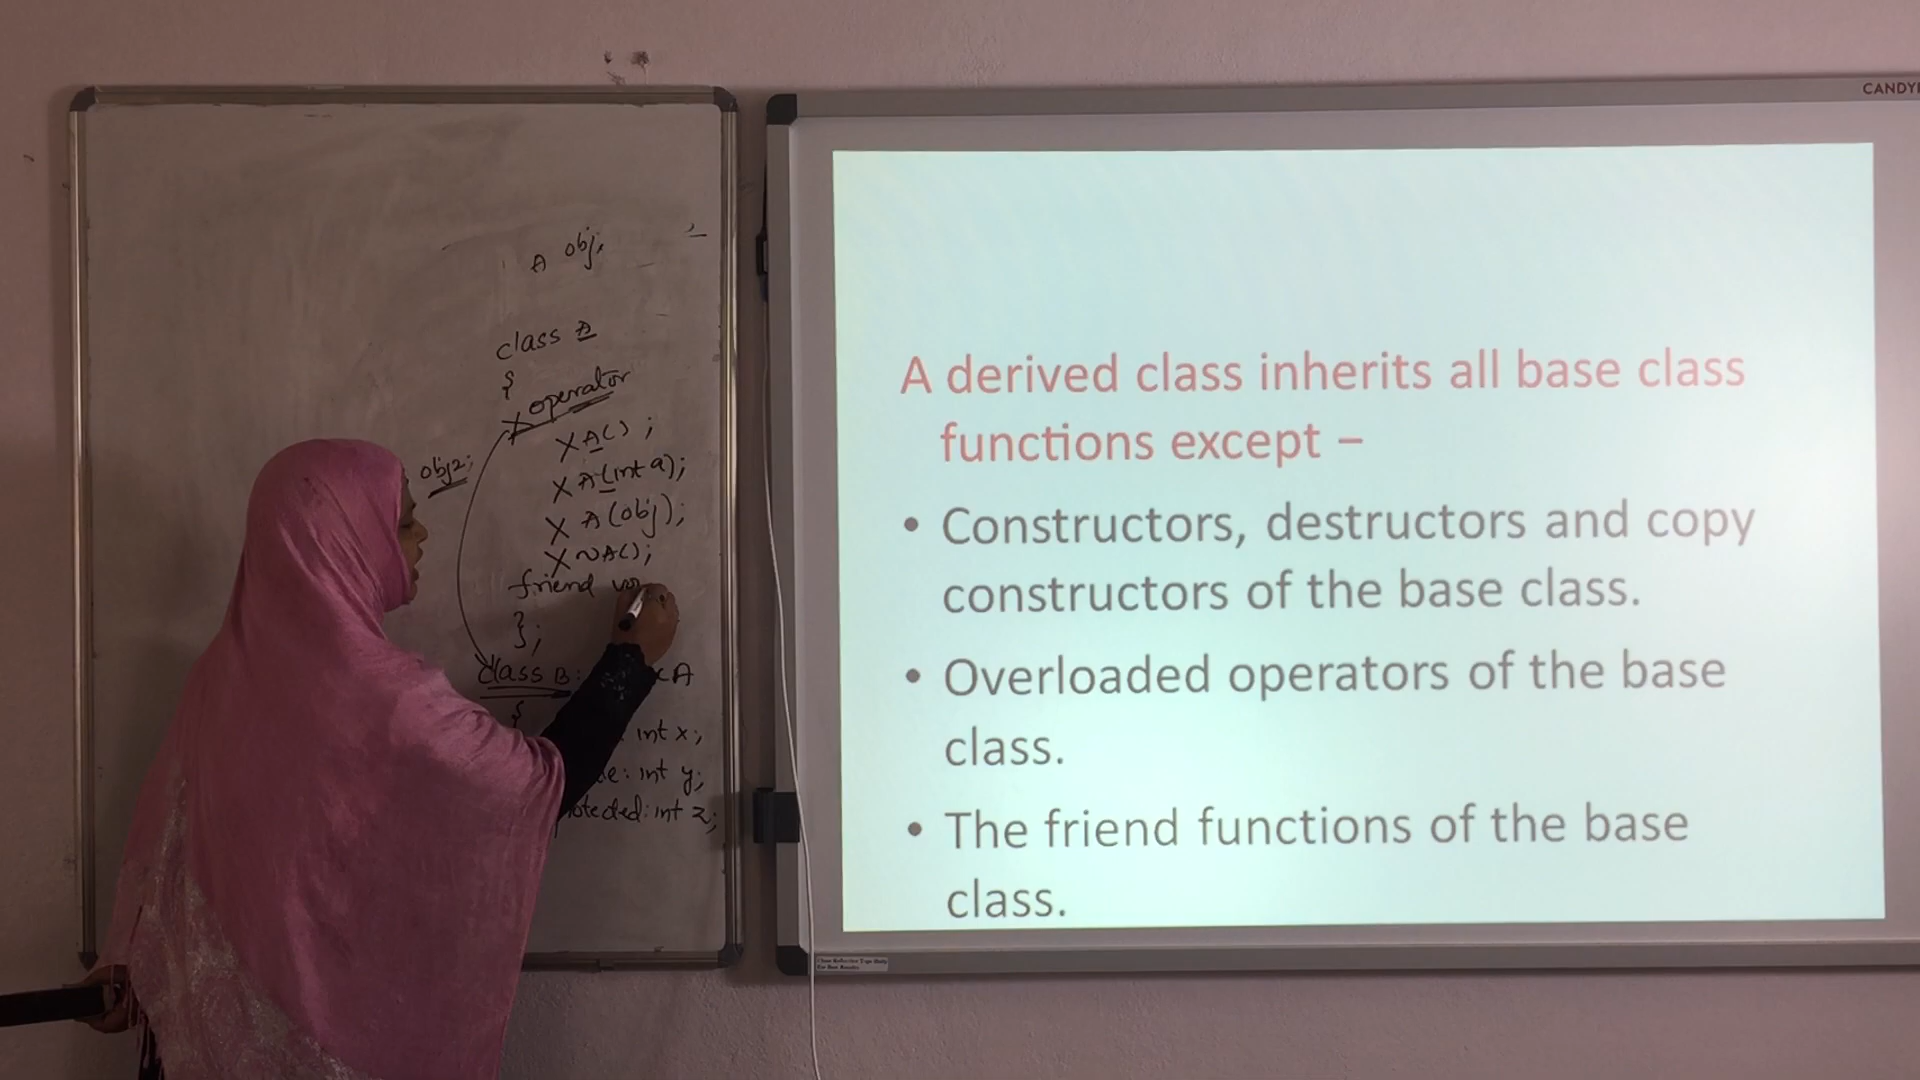 A obj;
class A
{
X operator
X A();
obj2;
X A(int a);
X A(obj);
X ~A();
friend vo
};
class B: A
{
int x;
int y;
otected: int z;
CANDY
A derived class inherits all base class
functions except –
• Constructors, destructors and copy
constructors of the base class.
• Overloaded operators of the base
class.
• The friend functions of the base
class.